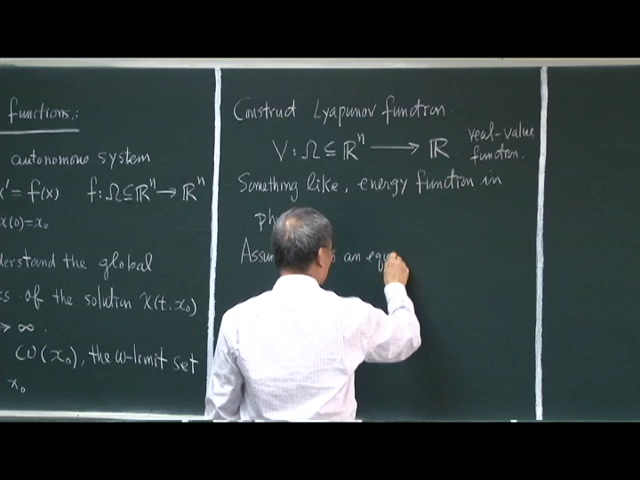 functions.:
autonomous system
x' = f(x) f: Ω ⊆ ℝⁿ → ℝⁿ
x(0) = x₀
derstand the global
of the solution x(t, x₀)
→ ∞.
ω(x₀), the ω-limit set
x₀
Construct Lyapunov function.
V: Ω ⊆ ℝⁿ ⟶ ℝ real-value
function.
Something like, energy function in
ph
Assu an equ